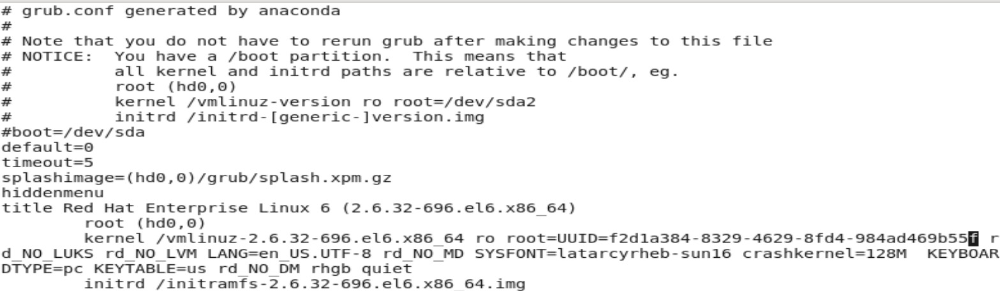 # grub.conf generated by anaconda
#
# Note that you do not have to rerun grub after making changes to this file
# NOTICE:  You have a /boot partition.  This means that
#          all kernel and initrd paths are relative to /boot/, eg.
#          root (hd0,0)
#          kernel /vmlinuz-version ro root=/dev/sda2
#          initrd /initrd-[generic-]version.img
#boot=/dev/sda
default=0
timeout=5
splashimage=(hd0,0)/grub/splash.xpm.gz
hiddenmenu
title Red Hat Enterprise Linux 6 (2.6.32-696.el6.x86_64)
        root (hd0,0)
        kernel /vmlinuz-2.6.32-696.el6.x86_64 ro root=UUID=f2d1a384-8329-4629-8fd4-984ad469b55f r
d_NO_LUKS rd_NO_LVM LANG=en_US.UTF-8 rd_NO_MD SYSFONT=latarcyrheb-sun16 crashkernel=128M  KEYBOAR
DTYPE=pc KEYTABLE=us rd_NO_DM rhgb quiet
        initrd /initramfs-2.6.32-696.el6.x86_64.img